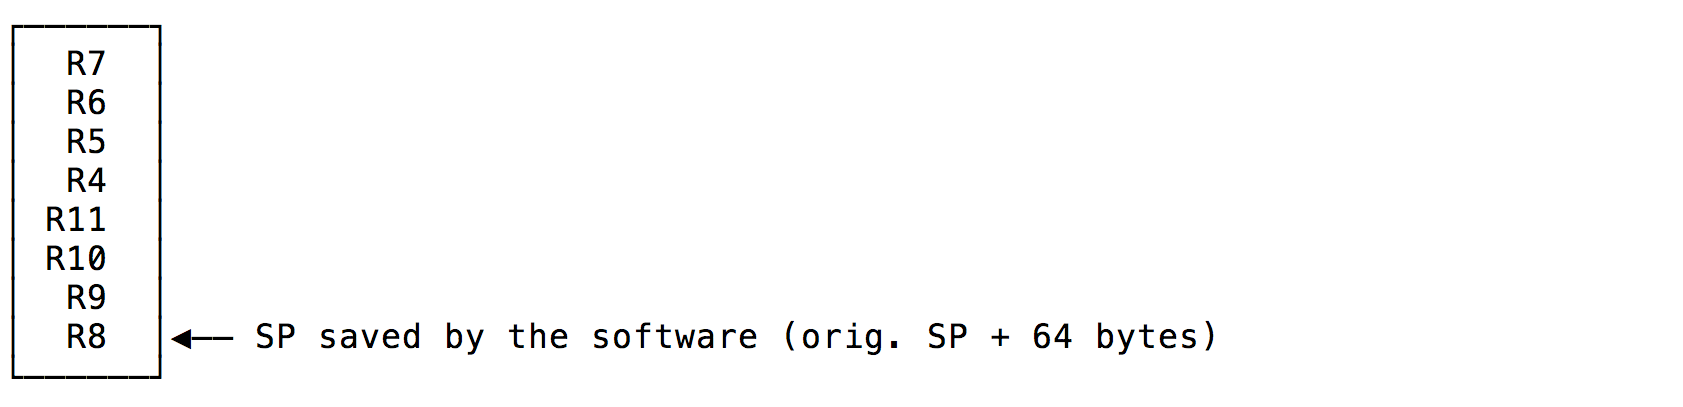 R7
R6
R5
R4
R11
R10
R9
R8 ◀—— SP saved by the software (orig. SP + 64 bytes)